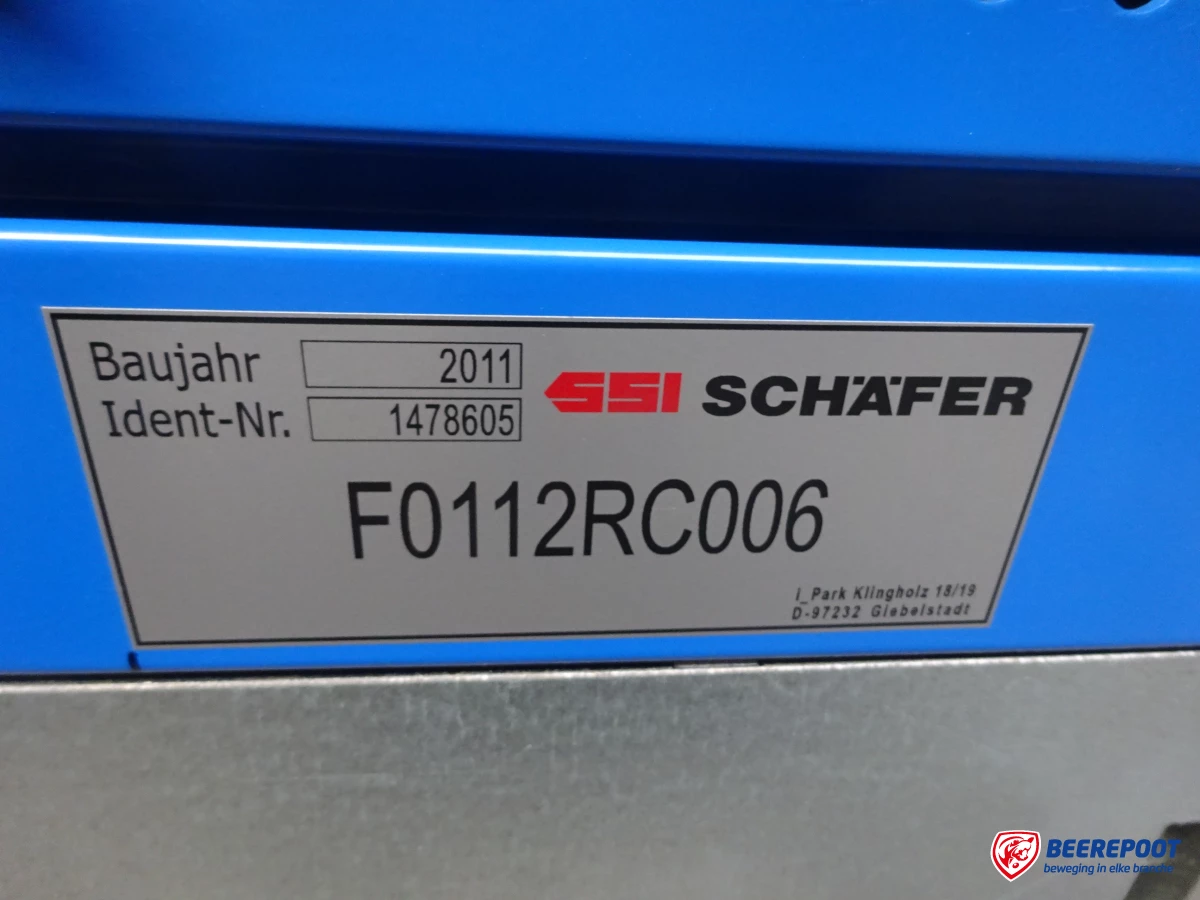 Baujahr 2011
Ident-Nr. 1478605
SSI SCHÄFER
F0112RC006
i_Park Klingholz 18/19
D-97232 Giebelstadt
BEEREPOOT
beweging in elke branche